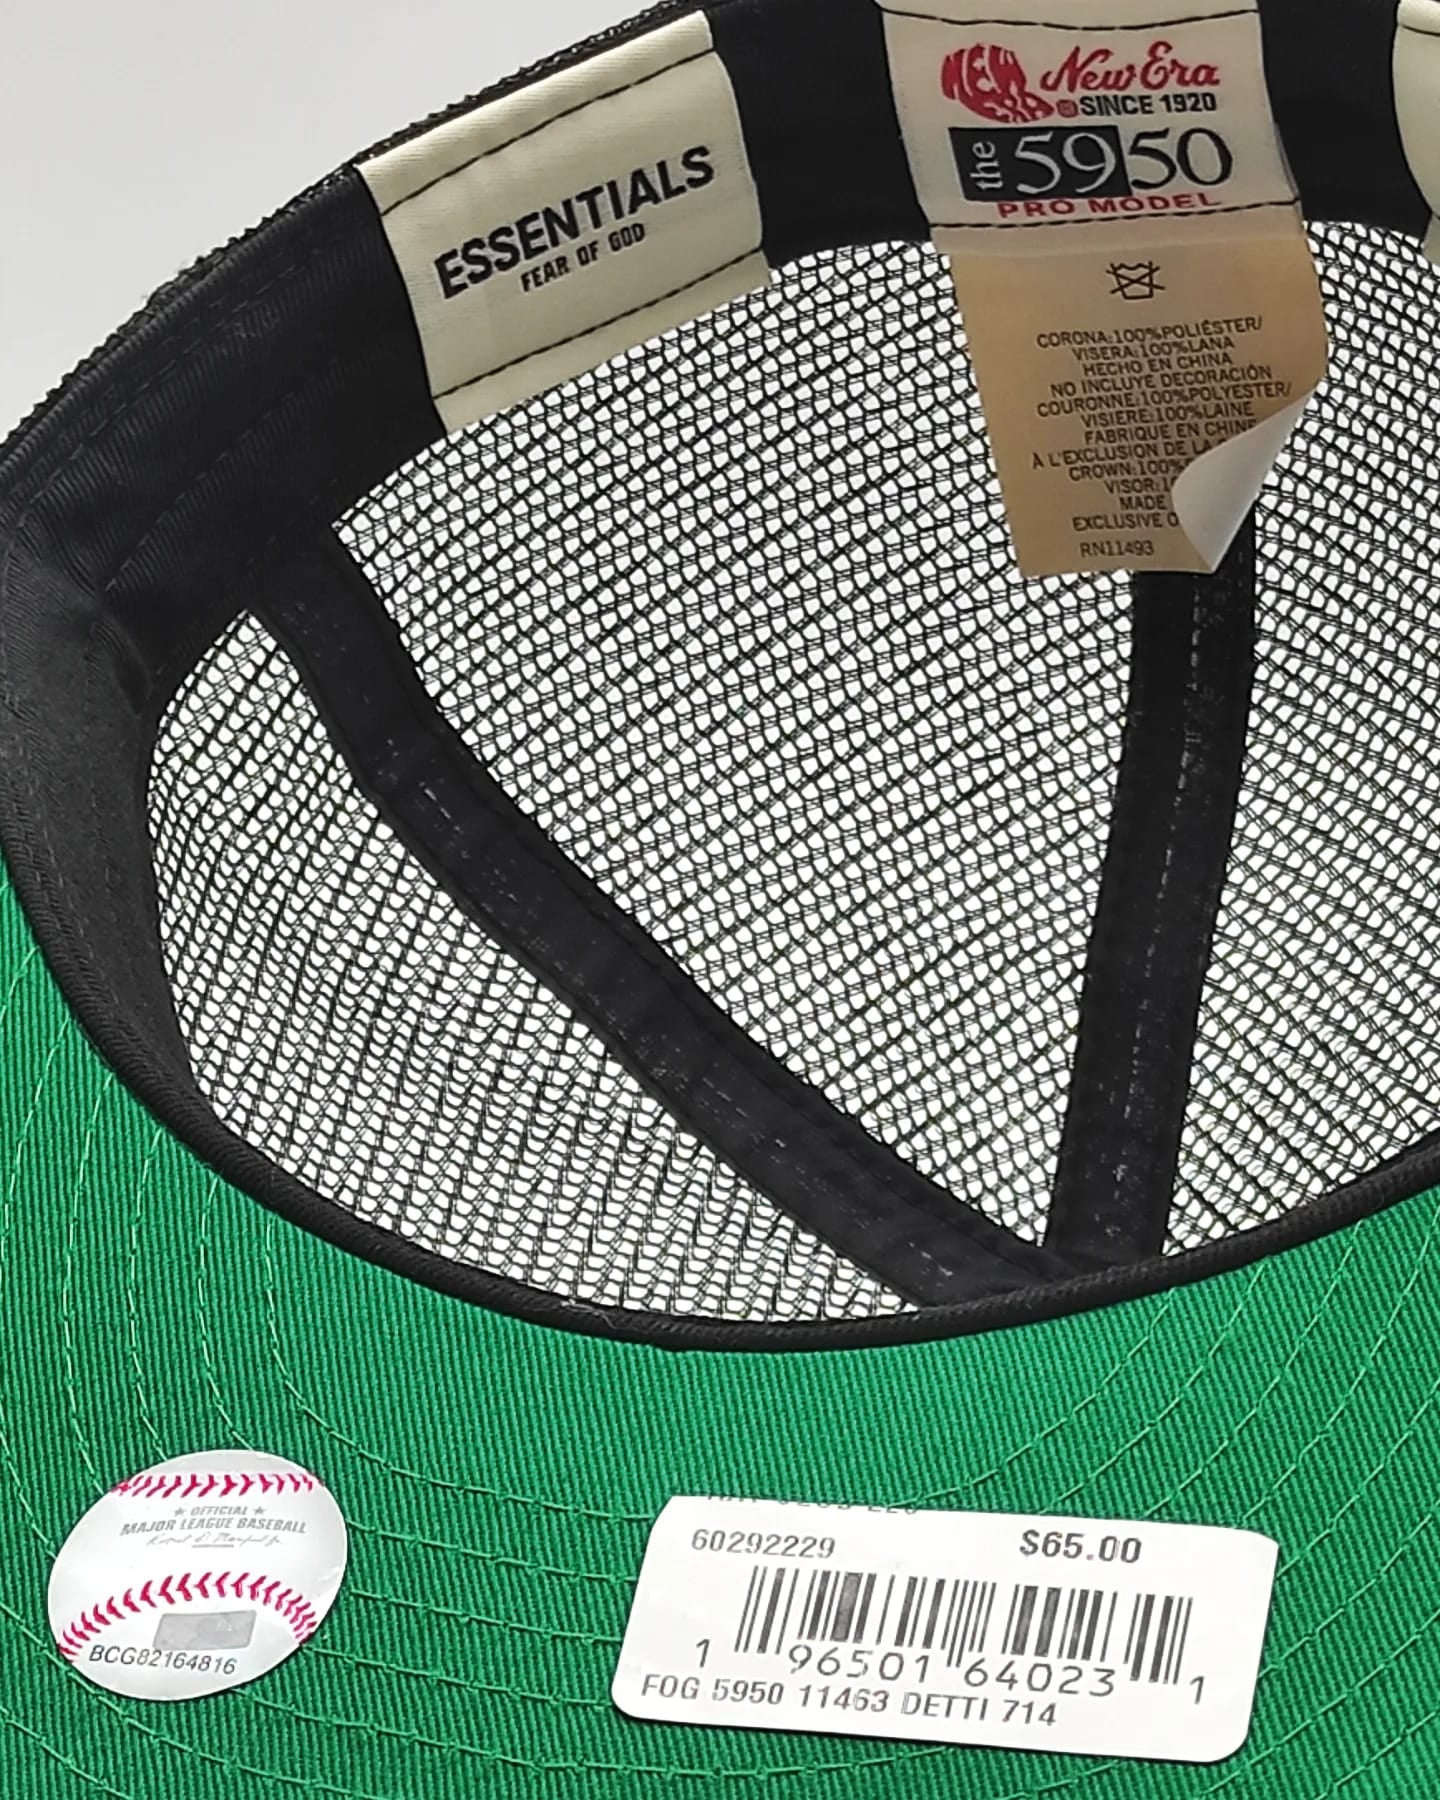 ESSENTIALS
FEAR OF GOD
NEW ERA
New Era
SINCE 1920
the 5950
PRO MODEL
CORONA:100%POLIÉSTER/
VISERA:100%LANA
HECHO EN CHINA
NO INCLUYE DECORACIÓN
COURONNE:100%POLYESTER/
VISIERE:100%LAINE
FABRIQUE EN CHINE
À L'EXCLUSION DE LA
CROWN:100%
VISOR:
MADE
EXCLUSIVE
RN11493
★ OFFICIAL ★
MAJOR LEAGUE BASEBALL
BCG82164816
60292229 $65.00
1 96501 64023 1
FOG 5950 11463 DETTI 714